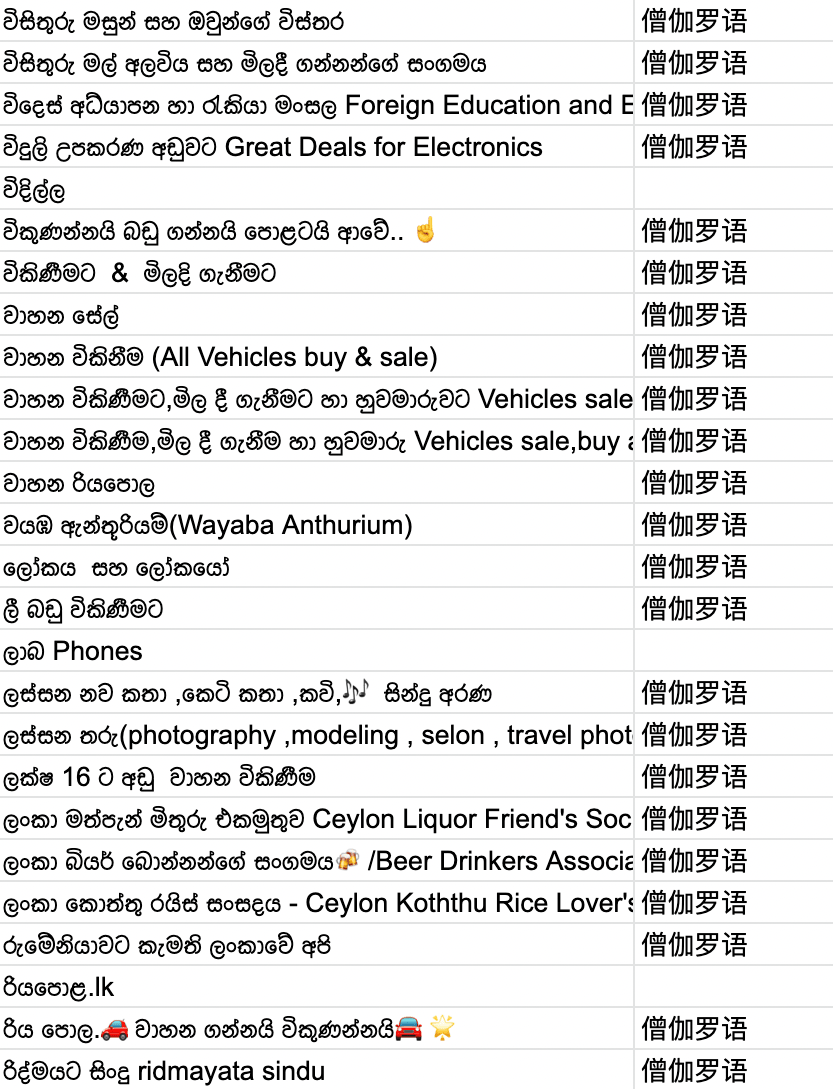 විසිතුරු මසුන් සහ ඔවුන්ගේ විස්තර 僧伽罗语
විසිතුරු මල් අලවිය සහ මිලදී ගන්නන්ගේ සංගමය 僧伽罗语
විදෙස් අධ්යාපන හා රැකියා මංසල Foreign Education and E 僧伽罗语
විදුලි උපකරණ අඩුවට Great Deals for Electronics 僧伽罗语
විදිල්ල
විකුණන්නයි බඩු ගන්නයි පොළටයි ආවේ.. ☝️ 僧伽罗语
විකිණීමට & මිලදි ගැනීමට 僧伽罗语
වාහන සේල් 僧伽罗语
වාහන විකිනීම (All Vehicles buy & sale) 僧伽罗语
වාහන විකිණීමට,මිල දී ගැනීමට හා හුවමාරුවට Vehicles sale 僧伽罗语
වාහන විකිණීම,මිල දී ගැනීම හා හුවමාරු Vehicles sale,buy a 僧伽罗语
වාහන රියපොල 僧伽罗语
වයඹ ඇන්තූරියම්(Wayaba Anthurium) 僧伽罗语
ලෝකය සහ ලෝකයෝ 僧伽罗语
ලී බඩු විකිණීමට 僧伽罗语
ලාබ Phones
ලස්සන නව කතා ,කෙටි කතා ,කවි,🎶 සින්දු අරණ 僧伽罗语
ලස්සන තරු(photography ,modeling , selon , travel phot 僧伽罗语
ලක්ෂ 16 ට අඩු වාහන විකිණීම 僧伽罗语
ලංකා මත්පැන් මිතුරු එකමුතුව Ceylon Liquor Friend's Soc 僧伽罗语
ලංකා බියර් බොන්නන්ගේ සංගමය🍻 /Beer Drinkers Associa 僧伽罗语
ලංකා කොත්තු රයිස් සංසදය - Ceylon Koththu Rice Lover's 僧伽罗语
රුමේනියාවට කැමති ලංකාවේ අපි 僧伽罗语
රියපොළ.lk
රිය පොල.🚗 වාහන ගන්නයි විකුණන්නයි🚘 🌟 僧伽罗语
රිද්මයට සිංදු ridmayata sindu 僧伽罗语